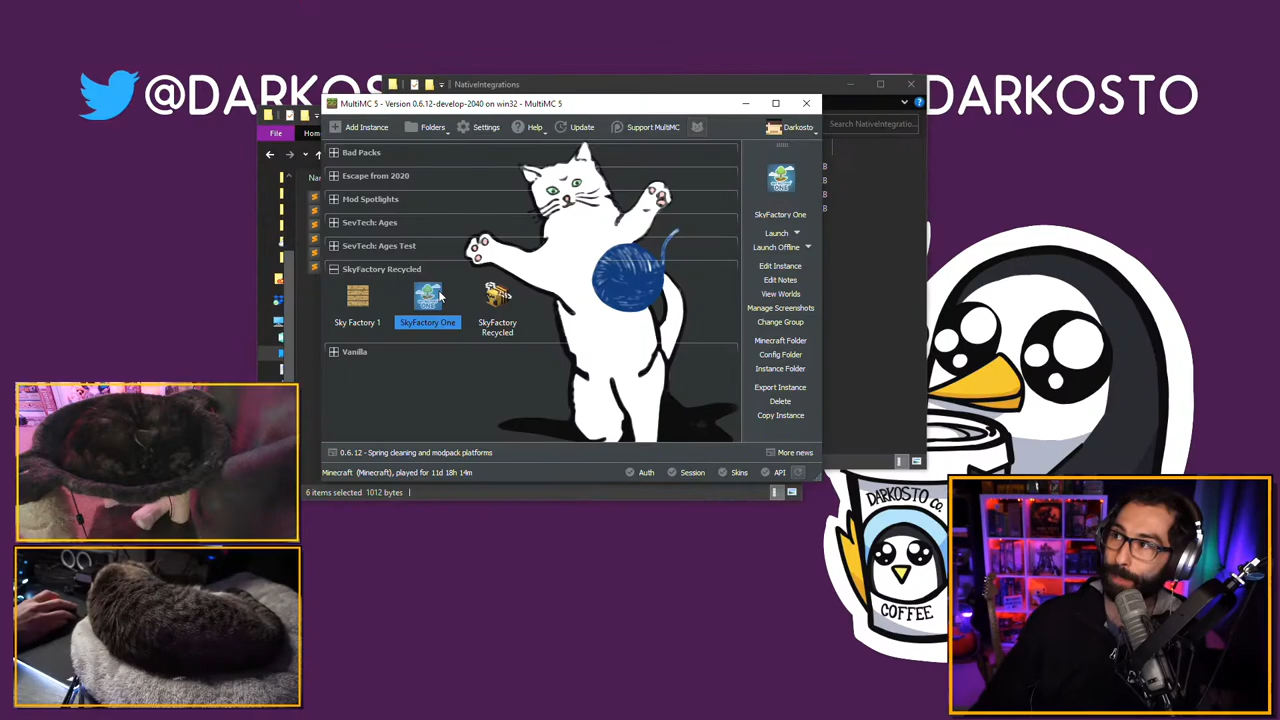 @DARKOS
DARKOSTO
NativeIntegrations
MultiMC 5 - Version 0.6.12-develop-2040 on win32 - MultiMC 5
Add Instance
Folders
Settings
Help
Update
Support MultiMC
Darkosto
Search NativeIntegratio...
File
Hom
Nar
Bad Packs
Escape from 2020
Mod Spotlights
SevTech: Ages
SevTech: Ages Test
SkyFactory Recycled
Sky Factory 1
SkyFactory One
SkyFactory
Recycled
Vanilla
ONE
SkyFactory One
Launch
Launch Offline
Edit Instance
Edit Notes
View Worlds
Manage Screenshots
Change Group
Minecraft Folder
Config Folder
Instance Folder
Export Instance
Delete
Copy Instance
B
B
B
B
0.6.12 - Spring cleaning and modpack platforms
More news
Minecraft (Minecraft), played for 11d 18h 14m
Auth
Session
Skins
API
6 items selected 1012 bytes
DARKOSTO Co.
COFFEE